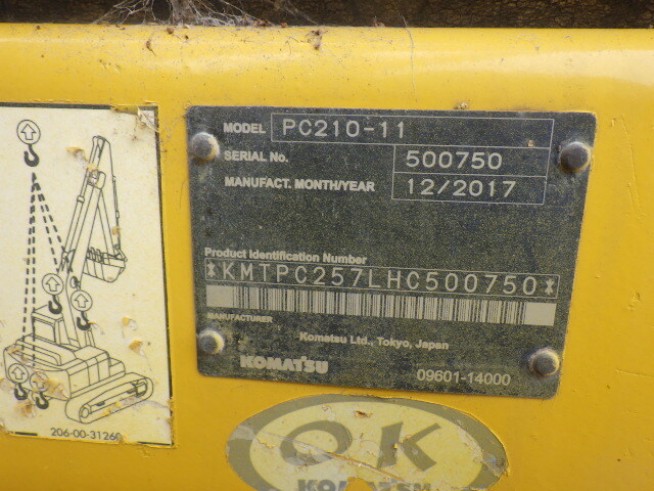 MODEL PC210-11
SERIAL No. 500750
MANUFACT. MONTH/YEAR 12/2017
Product Identification Number
*KMTPC257LHC500750*
MANUFACTURER
Komatsu Ltd., Tokyo, Japan
KOMATSU 09601-14000
206-00-31260
OK
KOMATSU